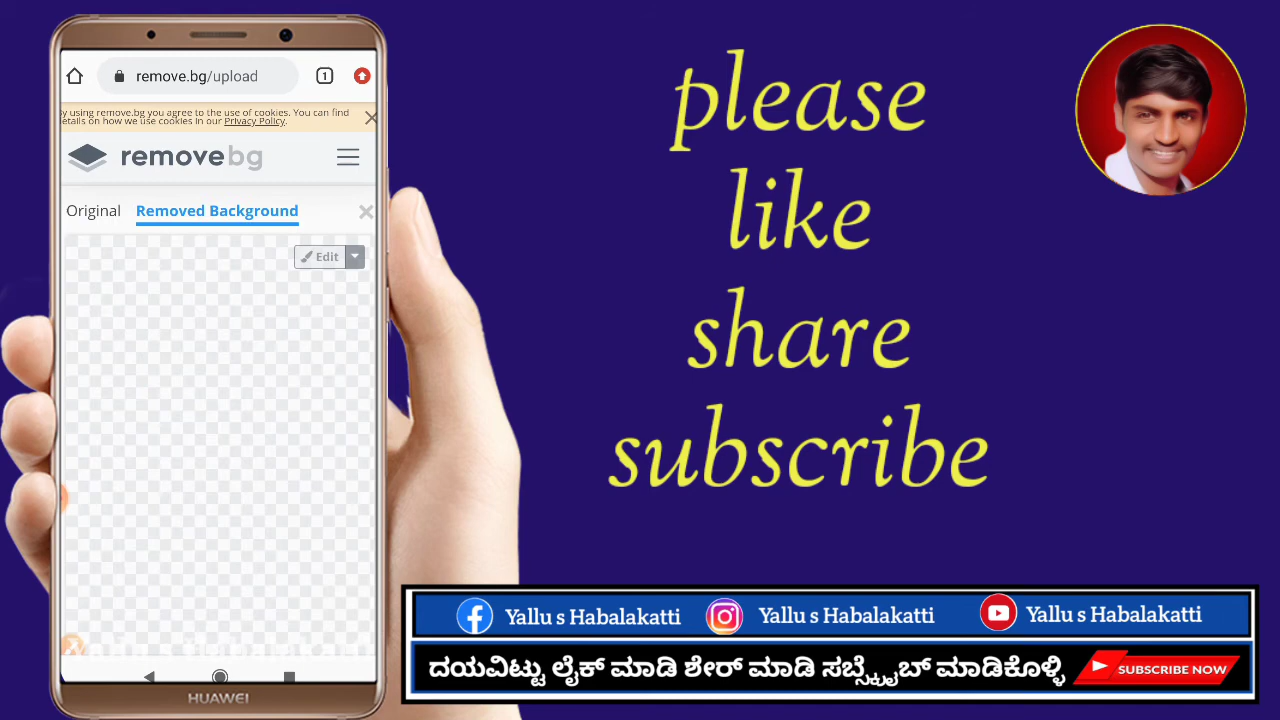 remove.bg/upload
1
y using remove.bg you agree to the use of cookies. You can find
etails on how we use cookies in our Privacy Policy.
removebg
Original Removed Background
Edit
HUAWEI
please
like
share
subscribe
Yallu s Habalakatti Yallu s Habalakatti Yallu s Habalakatti
ದಯವಿಟ್ಟು ಲೈಕ್ ಮಾಡಿ ಶೇರ್ ಮಾಡಿ ಸಬ್ಸ್ಕ್ರೈಬ್ ಮಾಡಿಕೊಳ್ಳಿ SUBSCRIBE NOW